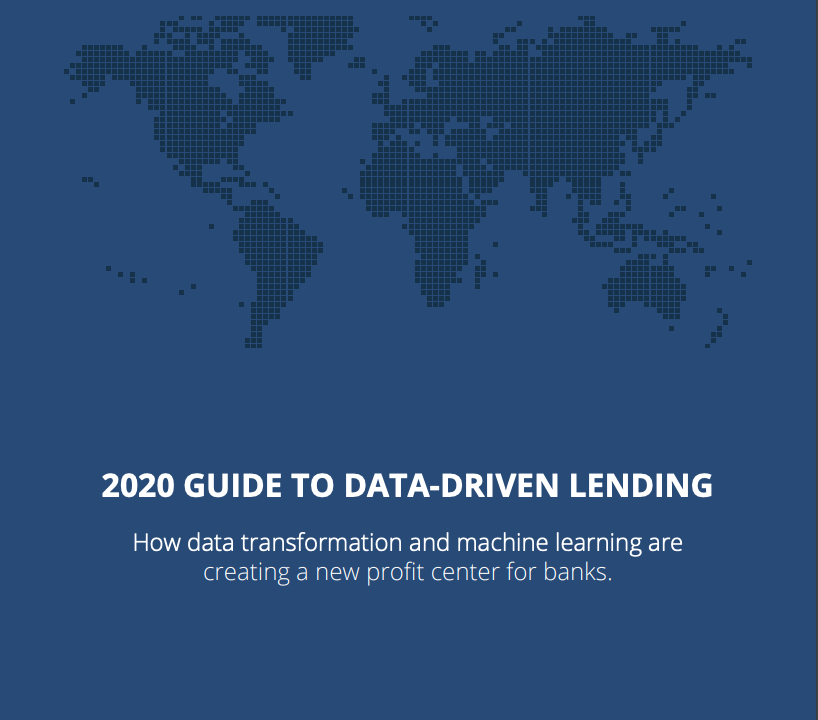 2020 GUIDE TO DATA-DRIVEN LENDING
How data transformation and machine learning are
creating a new profit center for banks.